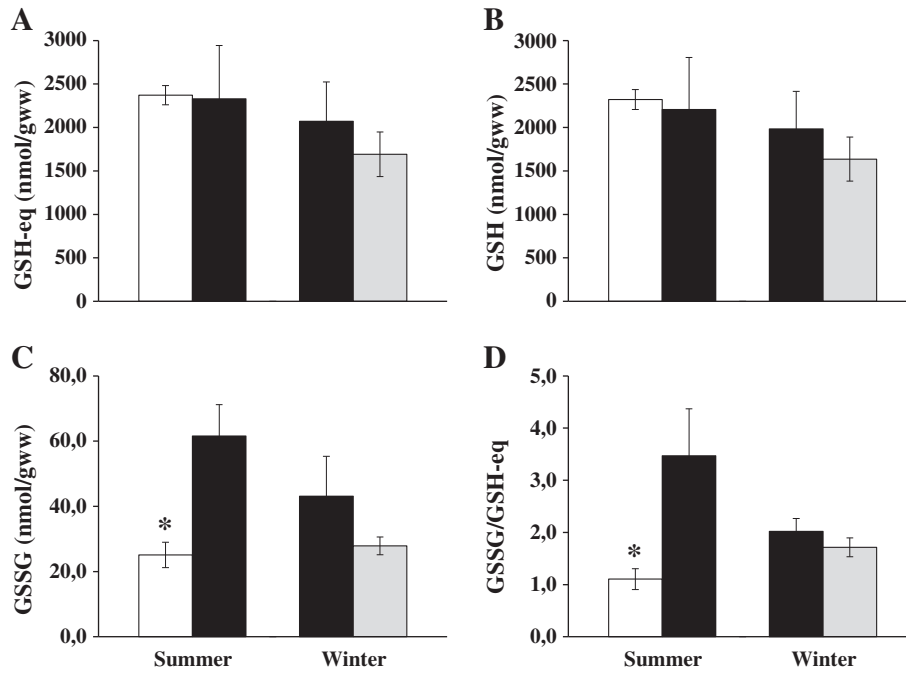 A
B
GSH-eq (nmol/gww)
3000
2500
2000
1500
1000
500
0
GSH (nmol/gww)
3000
2500
2000
1500
1000
500
0
C
D
GSSG (nmol/gww)
80,0
60,0
40,0
20,0
0,0
*
Summer
Winter
GSSG/GSH-eq
5,0
4,0
3,0
2,0
1,0
0,0
*
Summer
Winter